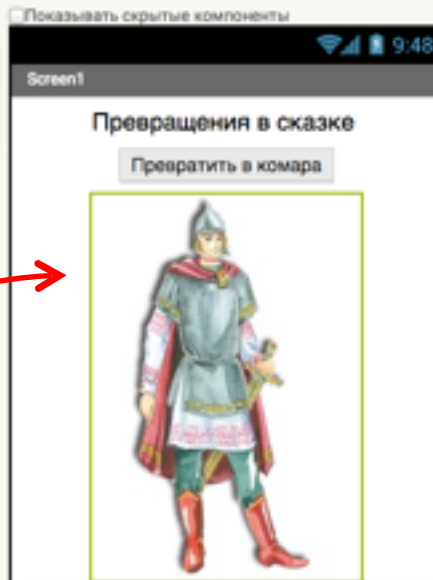 Показывать скрытые компоненты
9:48
Screen1
Превращения в сказке
Превратить в комара